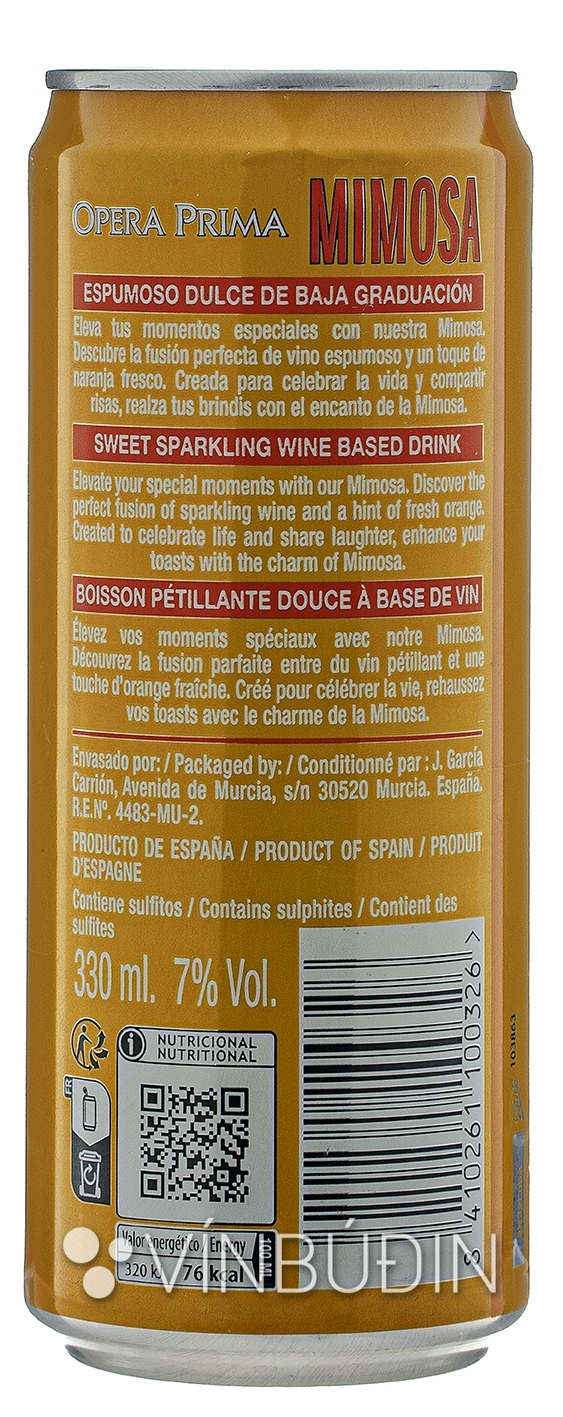 OPERA PRIMA MIMOSA
ESPUMOSO DULCE DE BAJA GRADUACIÓN
Eleva tus momentos especiales con nuestra Mimosa.
Descubre la fusión perfecta de vino espumoso y un toque de
naranja fresco. Creada para celebrar la vida y compartir
risas, realza tus brindis con el encanto de la Mimosa.
SWEET SPARKLING WINE BASED DRINK
Elevate your special moments with our Mimosa. Discover the
perfect fusion of sparkling wine and a hint of fresh orange.
Created to celebrate life and share laughter, enhance your
toasts with the charm of Mimosa.
BOISSON PÉTILLANTE DOUCE À BASE DE VIN
Élevez vos moments spéciaux avec notre Mimosa.
Découvrez la fusion parfaite entre du vin pétillant et une
touche d'orange fraîche. Créé pour célébrer la vie, rehaussez
vos toasts avec le charme de la Mimosa.
Envasado por: / Packaged by: / Conditionné par : J. García
Carrión, Avenida de Murcia, s/n 30520 Murcia. España.
R.E.Nº. 4483-MU-2.
PRODUCTO DE ESPAÑA / PRODUCT OF SPAIN / PRODUIT
D'ESPAGNE
Contiene sulfitos / Contains sulphites / Contient des
sulfites
330 ml. 7% Vol.
NUTRICIONAL
NUTRITIONAL
FR
Valor energético / Energy
320 kJ 76 kcal
100 ML
8 410261 100326 >
103863
VÍNBÚÐIN